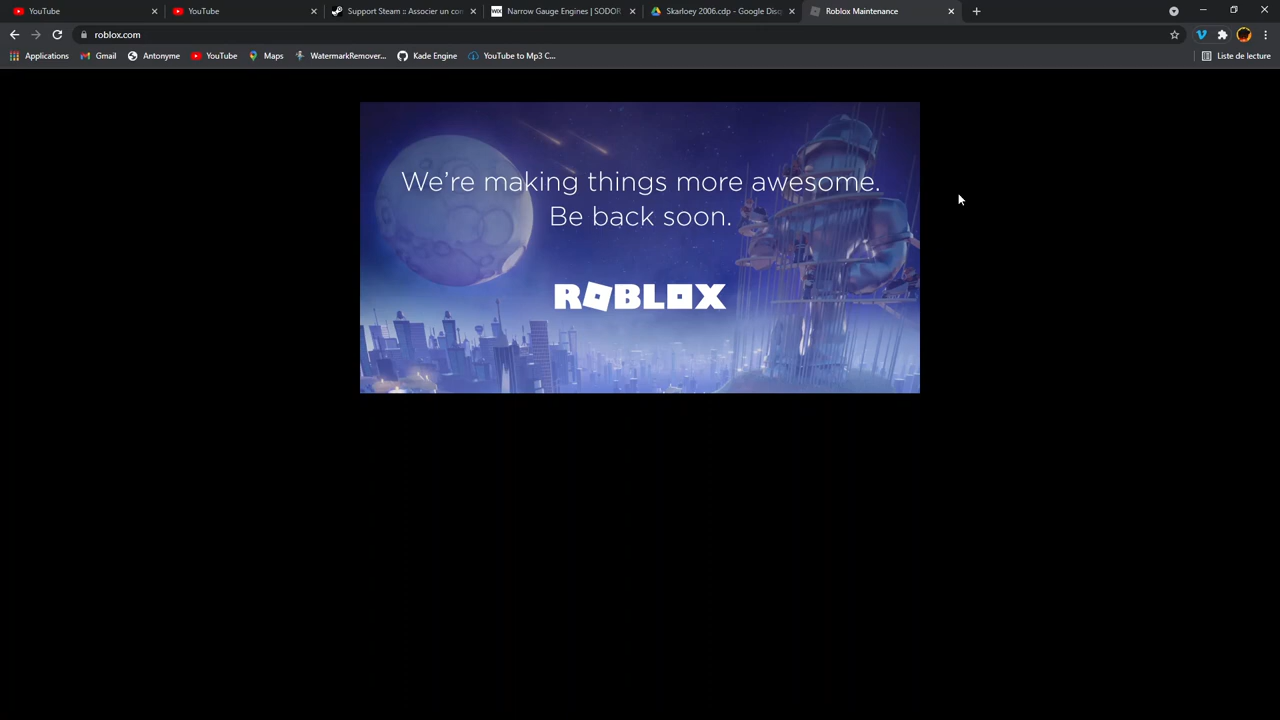 YouTube
YouTube
Support Steam :: Associer un con
Narrow Gauge Engines | SODOR
Skarloey 2006.cdp - Google Disq
Roblox Maintenance
roblox.com
Applications
Gmail
Antonyme
YouTube
Maps
WatermarkRemover...
Kade Engine
YouTube to Mp3 C...
Liste de lecture
We're making things more awesome.
Be back soon.
ROBLOX